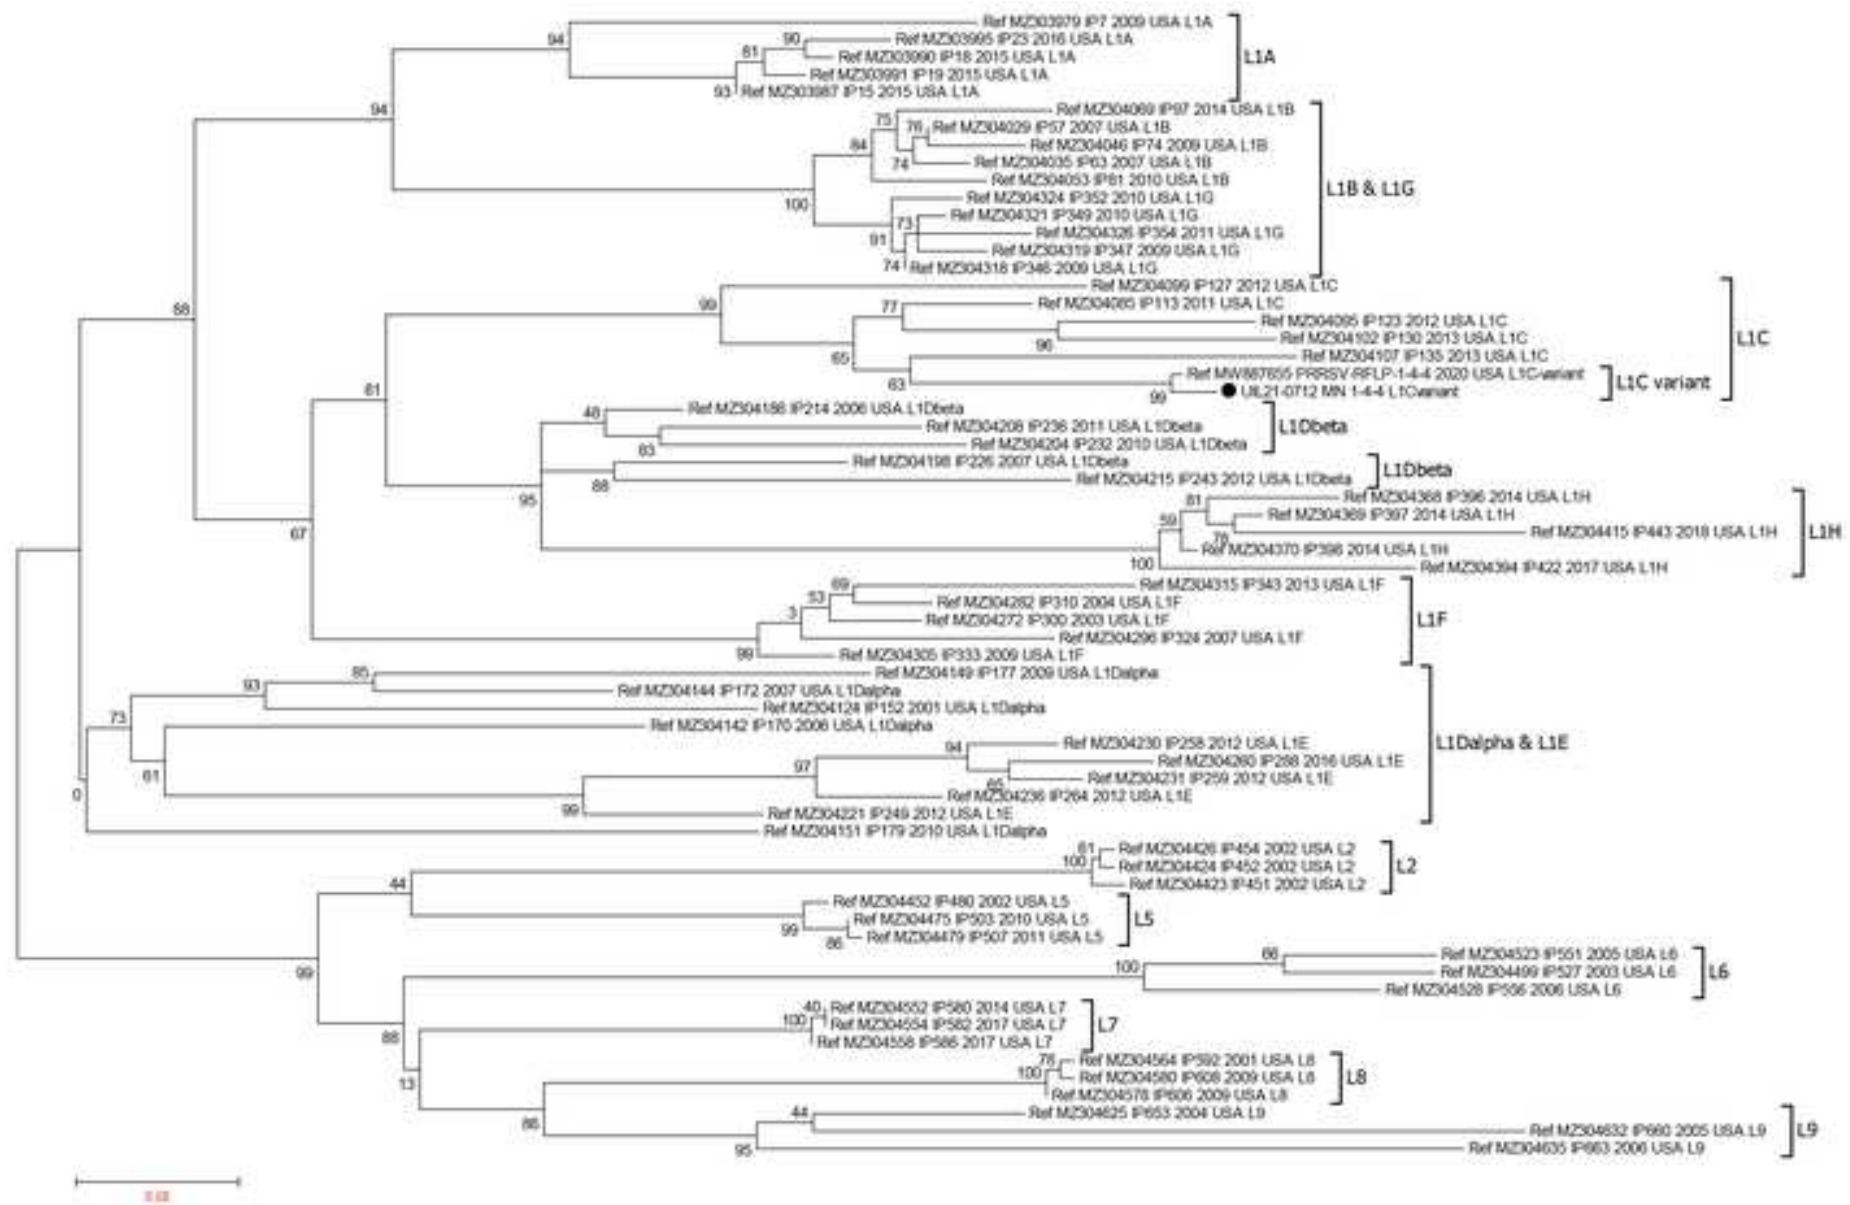 Ref MZ303979 IP7 2009 USA L1A
94
Ref MZ303995 IP23 2016 USA L1A
90
81
Ref MZ303990 IP18 2015 USA L1A
L1A
Ref MZ303991 IP19 2015 USA L1A
93
Ref MZ303987 IP15 2015 USA L1A
94
Ref MZ304069 IP97 2014 USA L1B
75
76
Ref MZ304029 IP57 2007 USA L1B
84
Ref MZ304046 IP74 2009 USA L1B
74
Ref MZ304035 IP63 2007 USA L1B
Ref MZ304053 IP81 2010 USA L1B
L1B & L1G
100
Ref MZ304324 IP352 2010 USA L1G
73
Ref MZ304321 IP349 2010 USA L1G
Ref MZ304326 IP354 2011 USA L1G
91
Ref MZ304319 IP347 2009 USA L1G
74
Ref MZ304318 IP346 2009 USA L1G
88
Ref MZ304099 IP127 2012 USA L1C
99
77
Ref MZ304085 IP113 2011 USA L1C
Ref MZ304095 IP123 2012 USA L1C
96
Ref MZ304102 IP130 2013 USA L1C
L1C
65
Ref MZ304107 IP135 2013 USA L1C
63
Ref MW887655 PRRSV-RFLP-1-4-4 2020 USA L1C-variant
L1C variant
99
UIL21-0712 MN 1-4-4 L1Cvariant
81
48
Ref MZ304186 IP214 2006 USA L1Dbeta
Ref MZ304208 IP236 2011 USA L1Dbeta
L1Dbeta
83
Ref MZ304204 IP232 2010 USA L1Dbeta
Ref MZ304198 IP226 2007 USA L1Dbeta
L1Dbeta
88
Ref MZ304215 IP243 2012 USA L1Dbeta
95
81
Ref MZ304368 IP396 2014 USA L1H
59
Ref MZ304369 IP397 2014 USA L1H
78
Ref MZ304415 IP443 2018 USA L1H
L1H
67
Ref MZ304370 IP398 2014 USA L1H
100
Ref MZ304394 IP422 2017 USA L1H
69
Ref MZ304315 IP343 2013 USA L1F
53
Ref MZ304282 IP310 2004 USA L1F
3
Ref MZ304272 IP300 2003 USA L1F
L1F
Ref MZ304296 IP324 2007 USA L1F
99
Ref MZ304305 IP333 2009 USA L1F
85
Ref MZ304149 IP177 2009 USA L1Dalpha
93
Ref MZ304144 IP172 2007 USA L1Dalpha
Ref MZ304124 IP152 2001 USA L1Dalpha
73
Ref MZ304142 IP170 2006 USA L1Dalpha
94
Ref MZ304230 IP258 2012 USA L1E
L1Dalpha & L1E
97
Ref MZ304260 IP288 2016 USA L1E
61
Ref MZ304231 IP259 2012 USA L1E
65
0
Ref MZ304236 IP264 2012 USA L1E
99
Ref MZ304221 IP249 2012 USA L1E
Ref MZ304151 IP179 2010 USA L1Dalpha
61
Ref MZ304426 IP454 2002 USA L2
100
Ref MZ304424 IP452 2002 USA L2
L2
44
Ref MZ304423 IP451 2002 USA L2
Ref MZ304452 IP480 2002 USA L5
99
Ref MZ304475 IP503 2010 USA L5
L5
86
Ref MZ304479 IP507 2011 USA L5
66
Ref MZ304523 IP551 2005 USA L6
99
100
Ref MZ304499 IP527 2003 USA L6
L6
Ref MZ304528 IP556 2006 USA L6
40
Ref MZ304552 IP580 2014 USA L7
100
Ref MZ304554 IP582 2017 USA L7
L7
88
Ref MZ304558 IP586 2017 USA L7
78
Ref MZ304564 IP592 2001 USA L8
100
Ref MZ304580 IP608 2009 USA L8
L8
13
Ref MZ304578 IP606 2009 USA L8
44
Ref MZ304625 IP653 2004 USA L9
86
Ref MZ304632 IP660 2005 USA L9
L9
95
Ref MZ304635 IP663 2006 USA L9